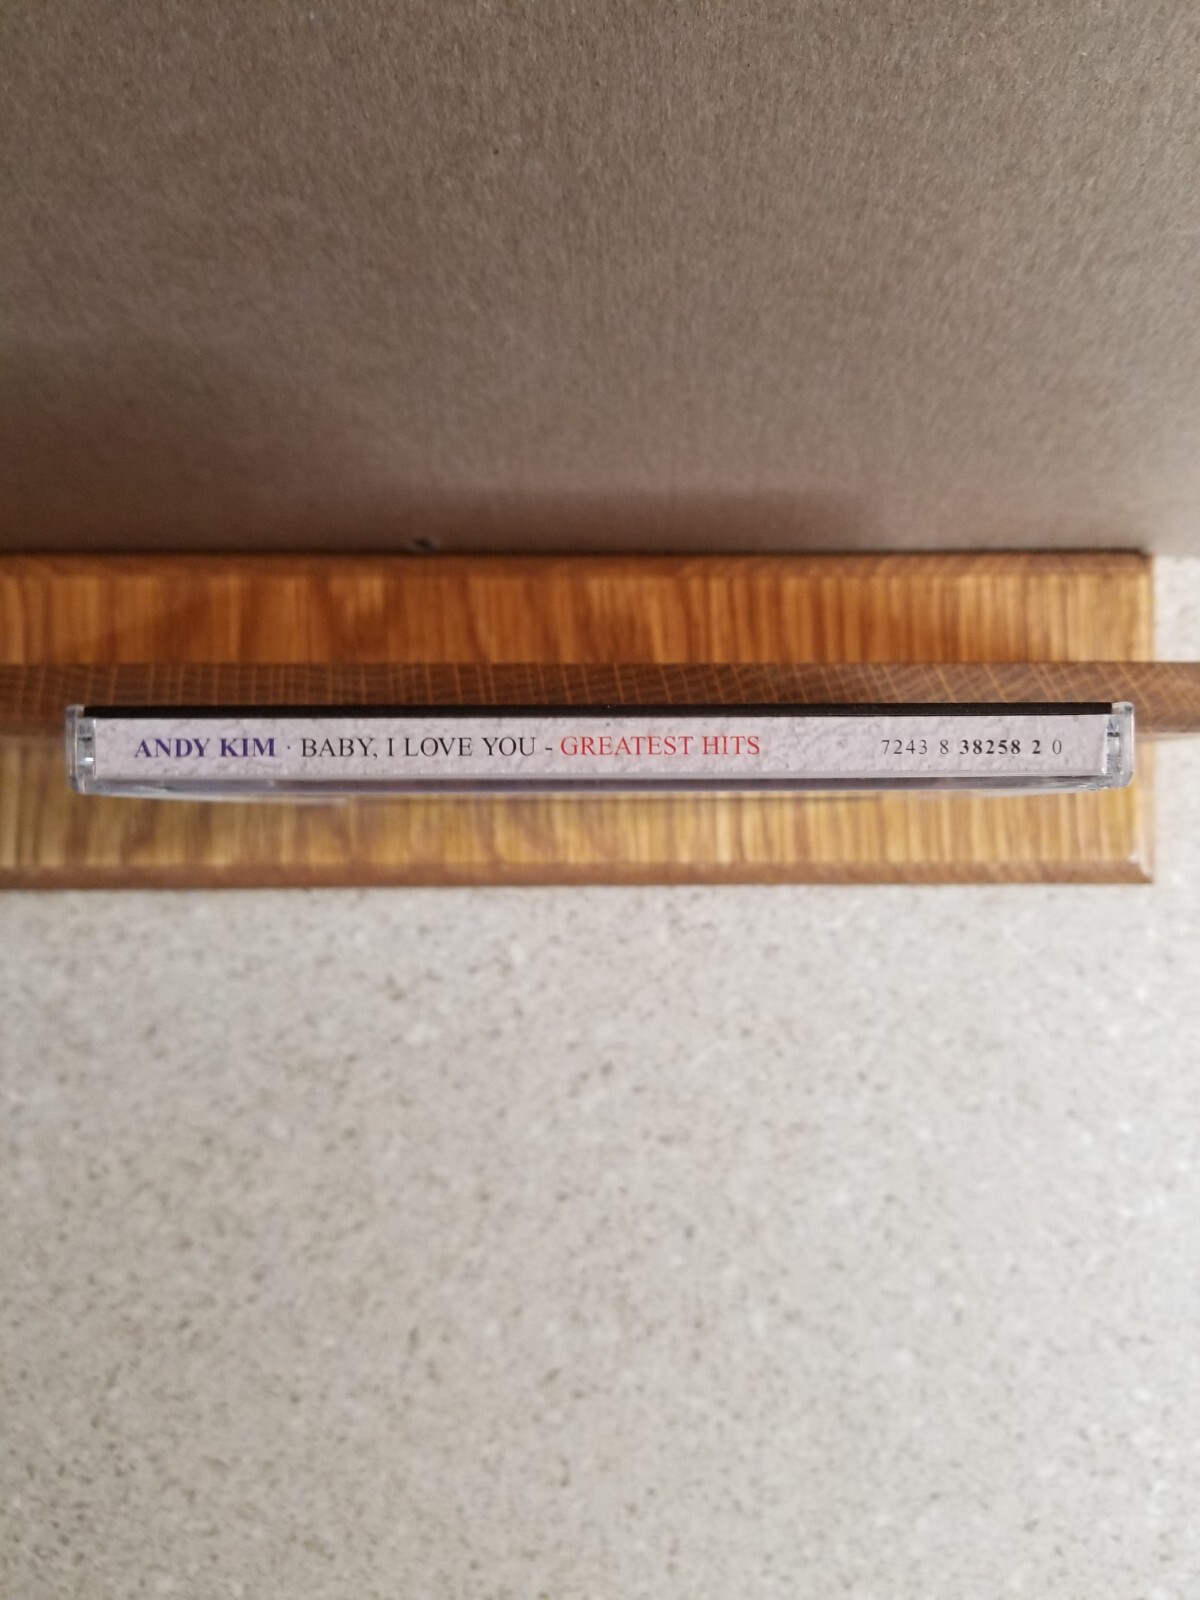 ANDY KIM · BABY, I LOVE YOU - GREATEST HITS 7243 8 38258 2 0